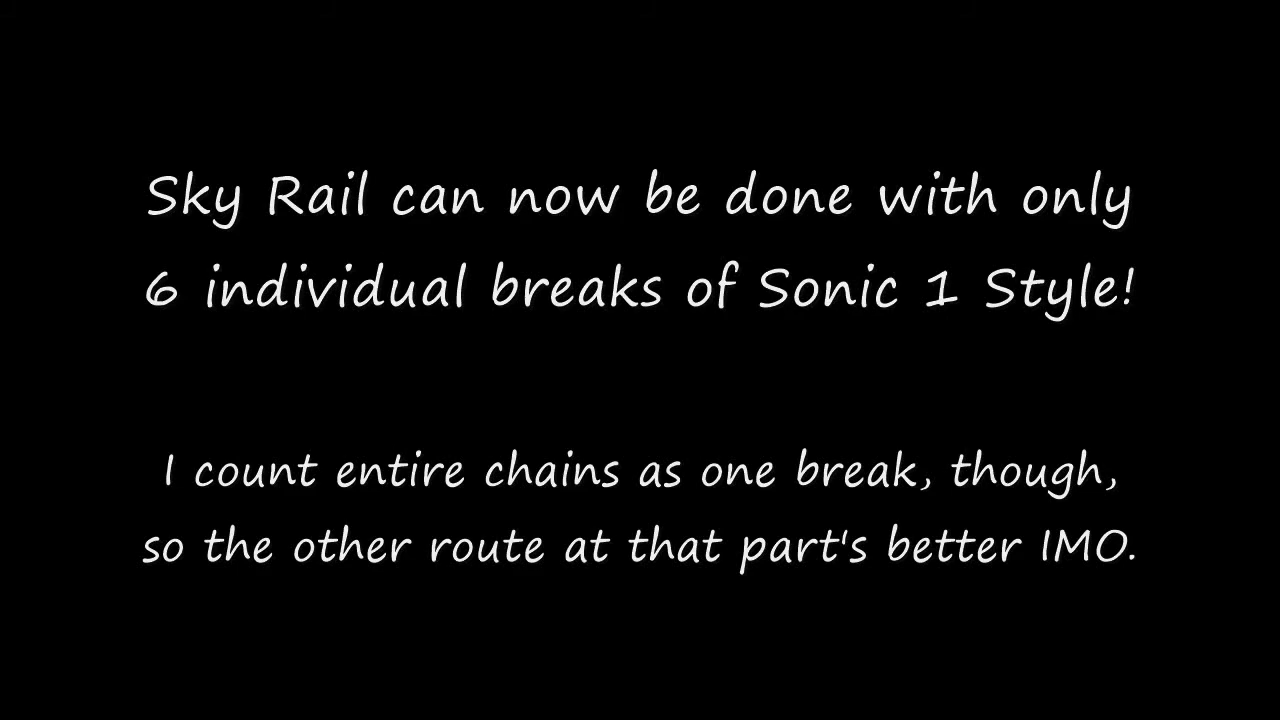 Sky Rail can now be done with only
6 individual breaks of Sonic 1 Style!
I count entire chains as one break, though,
so the other route at that part's better IMO.